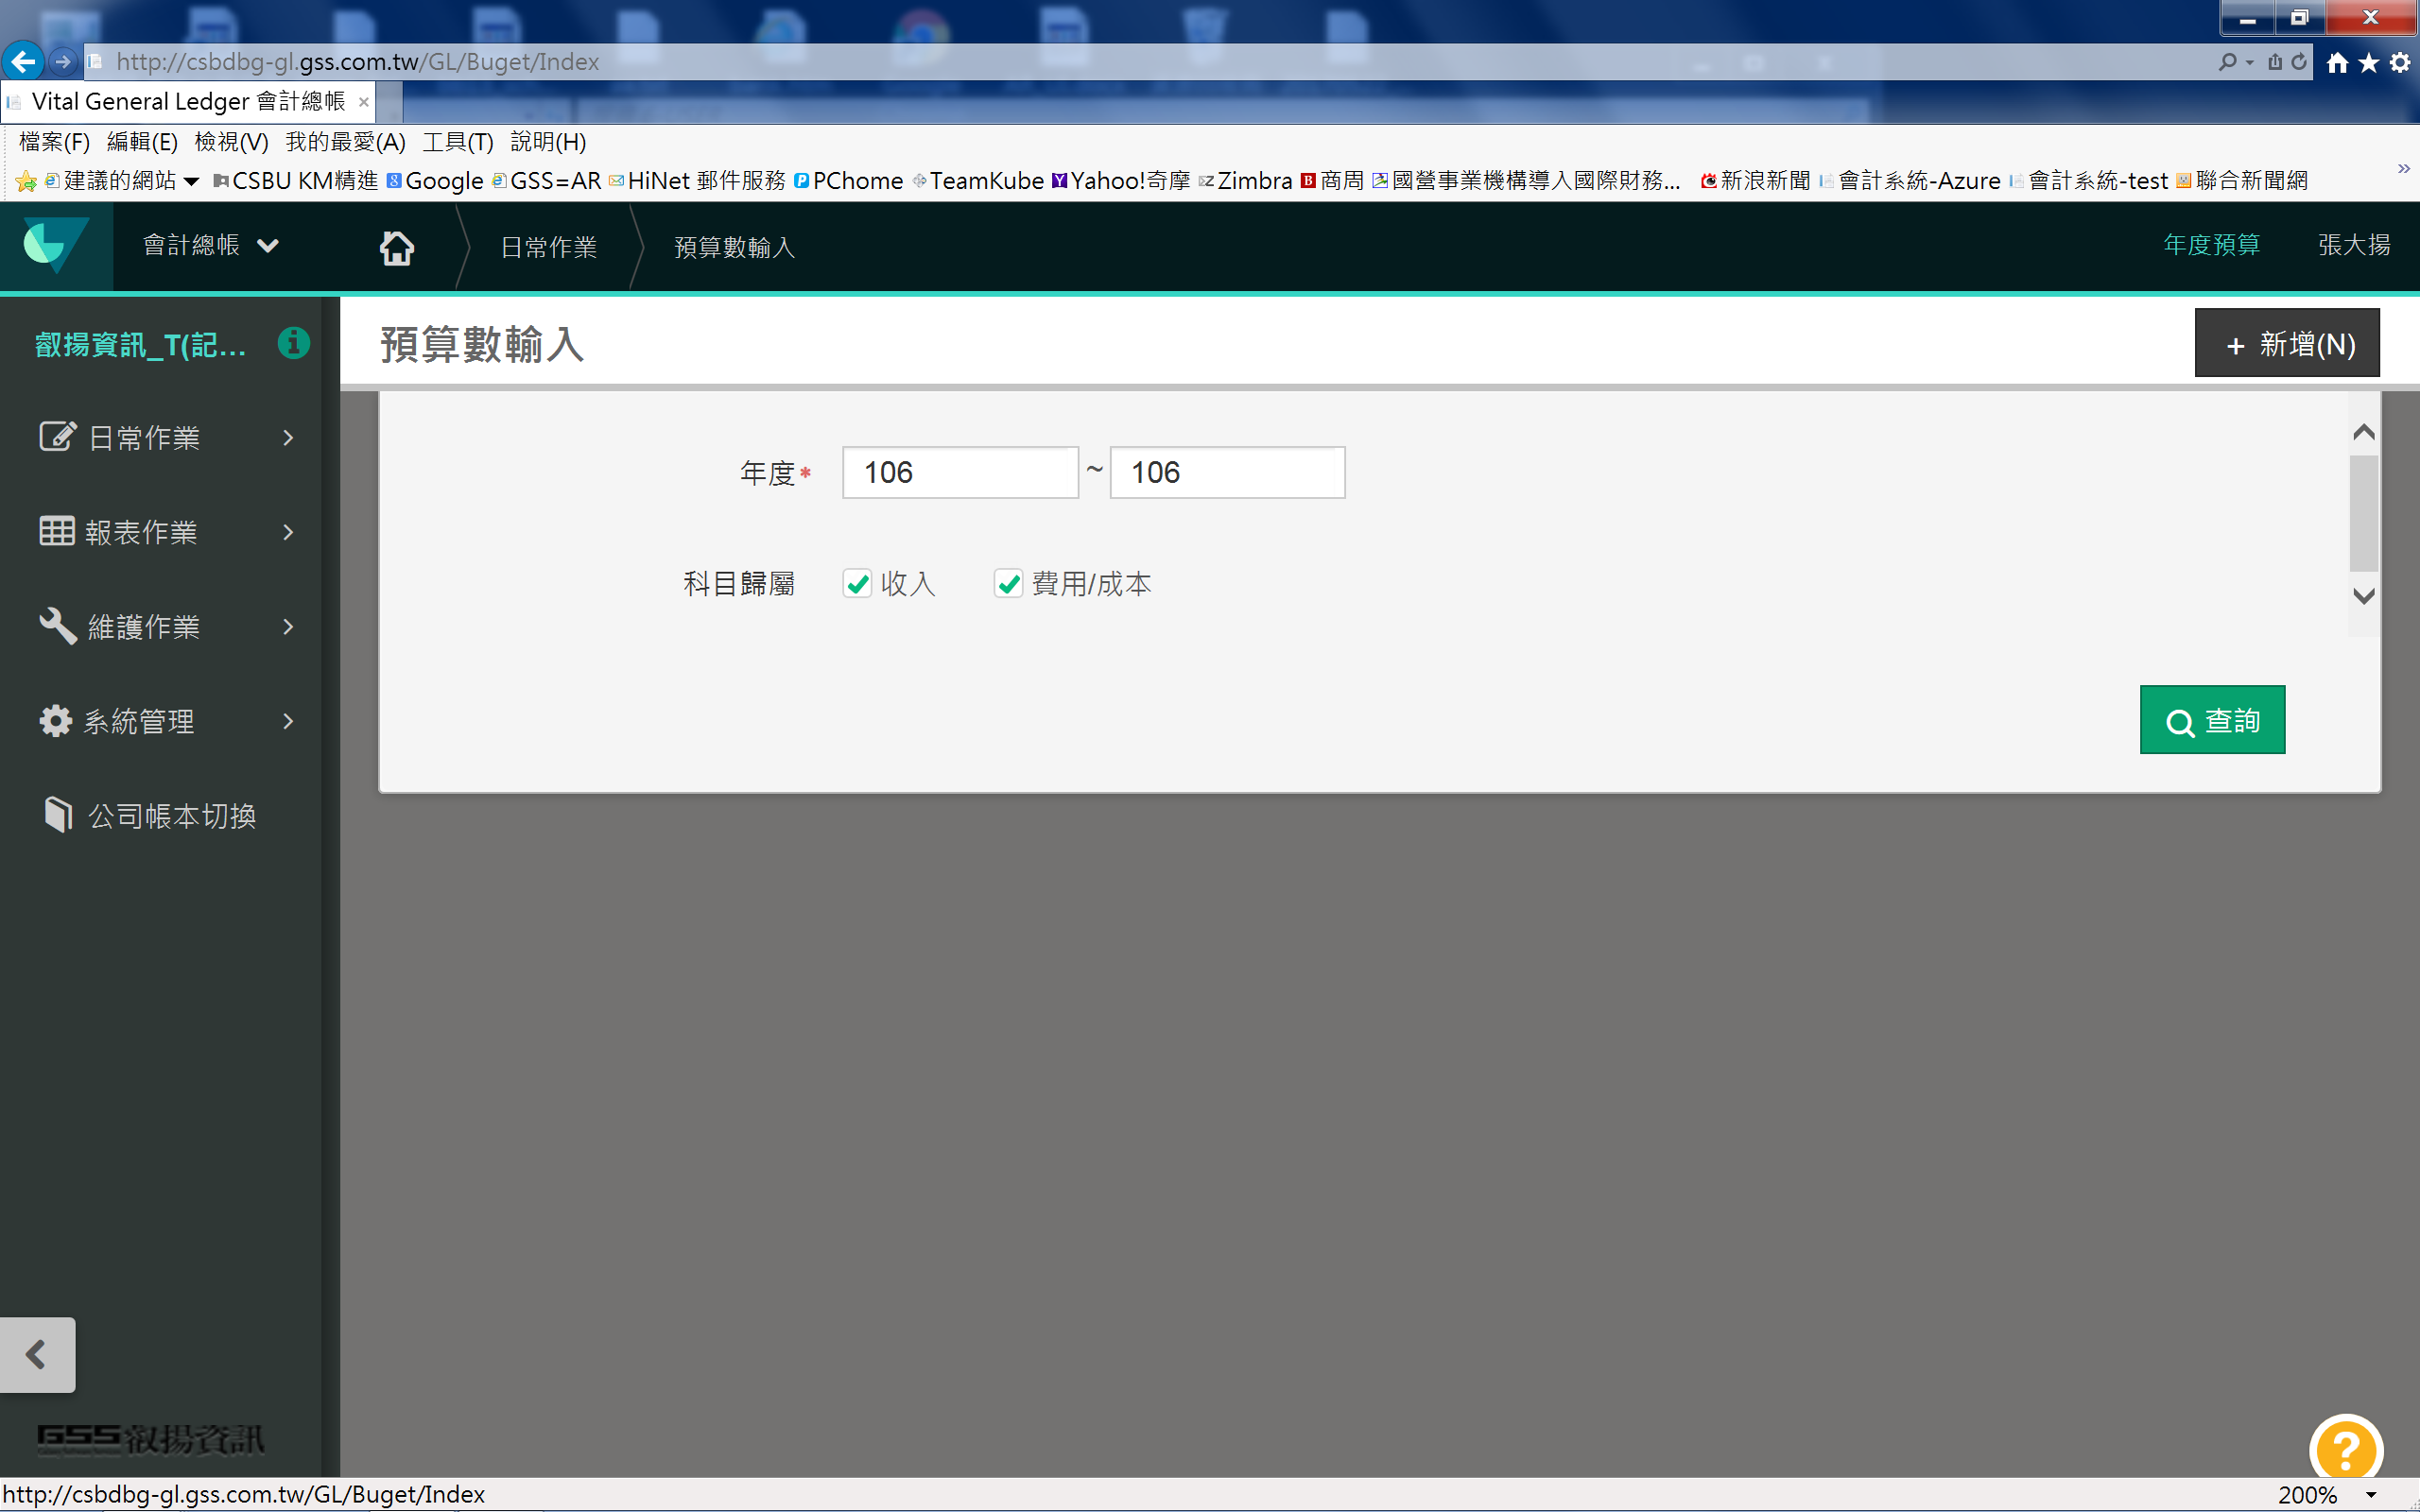 http://csbdbg-gl.gss.com.tw/GL/Buget/Index
Vital General Ledger 會計總帳
檔案(F) 編輯(E) 檢視(V) 我的最愛(A) 工具(T) 說明(H)
建議的網站 CSBU KM精進 Google GSS=AR HiNet 郵件服務 PChome TeamKube Yahoo!奇摩 Zimbra 商周 國營事業機構導入國際財務... 新浪新聞 會計系統-Azure 會計系統-test 聯合新聞網
會計總帳 日常作業 預算數輸入 年度預算 張大揚
叡揚資訊_T(記...
預算數輸入
+ 新增(N)
日常作業
報表作業
維護作業
系統管理
公司帳本切換
年度* 106 ~ 106
科目歸屬 收入 費用/成本
查詢
GSS 叡揚資訊
http://csbdbg-gl.gss.com.tw/GL/Buget/Index
200%